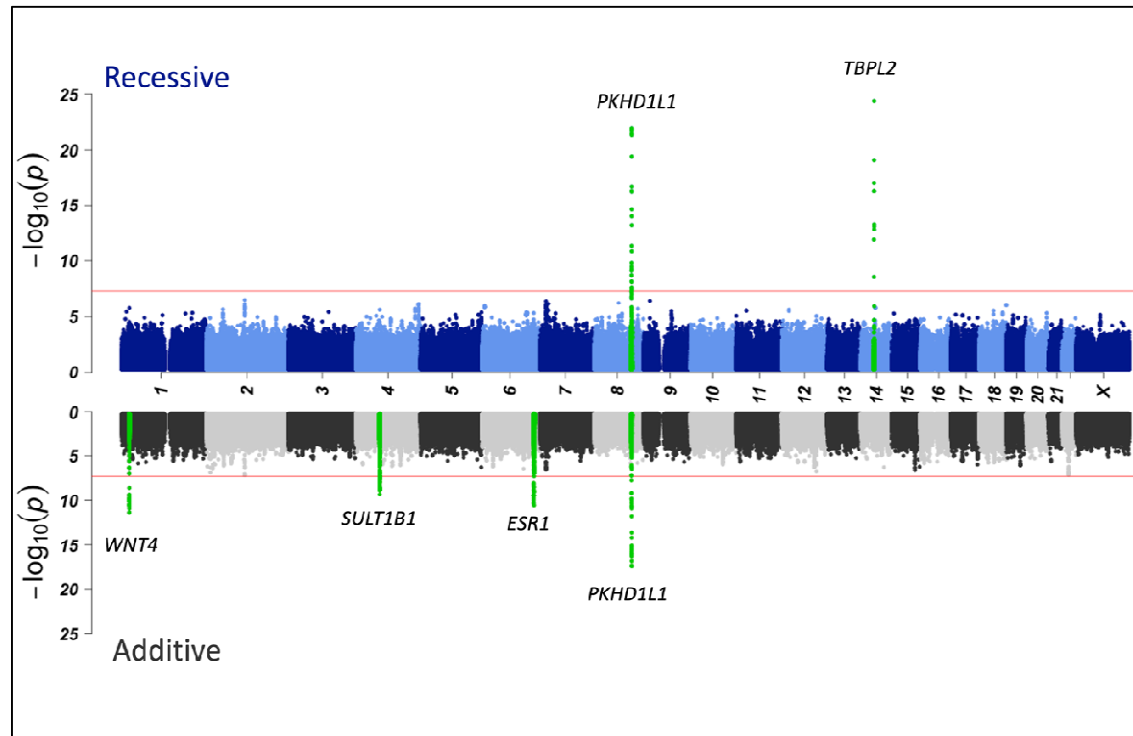 Recessive
TBPL2
PKHD1L1
25
20
15
10
5
0
−log10(p)
1 2 3 4 5 6 7 8 9 10 11 12 13 14 15 16 17 18 19 20 21 X
0
5
10
15
20
25
−log10(p)
WNT4
SULT1B1
ESR1
PKHD1L1
Additive